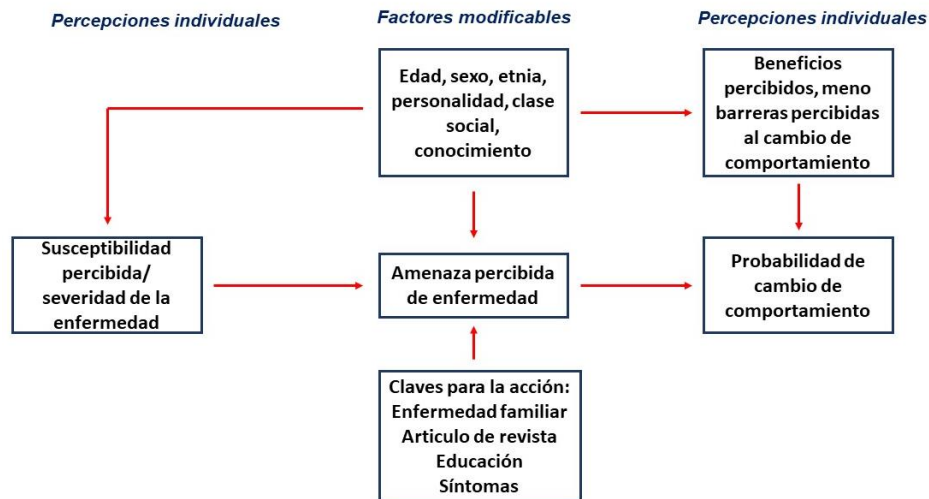 Percepciones individuales
Factores modificables
Percepciones individuales
Edad, sexo, etnia,
personalidad, clase
social,
conocimiento
Beneficios
percibidos, meno
barreras percibidas
al cambio de
comportamiento
Susceptibilidad
percibida/
severidad de la
enfermedad
Amenaza percibida
de enfermedad
Probabilidad de
cambio de
comportamiento
Claves para la acción:
Enfermedad familiar
Articulo de revista
Educación
Síntomas